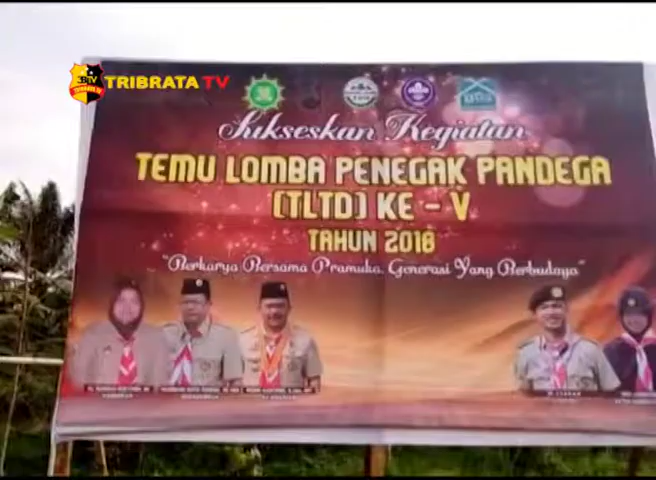 TRIBRATA TV
Sukseskan Kegiatan
TEMU LOMBA PENEGAK PANDEGA
(TLTD) KE - V
TAHUN 2018
"Berkarya Bersama Pramuka, Generasi Yang Berbudaya"